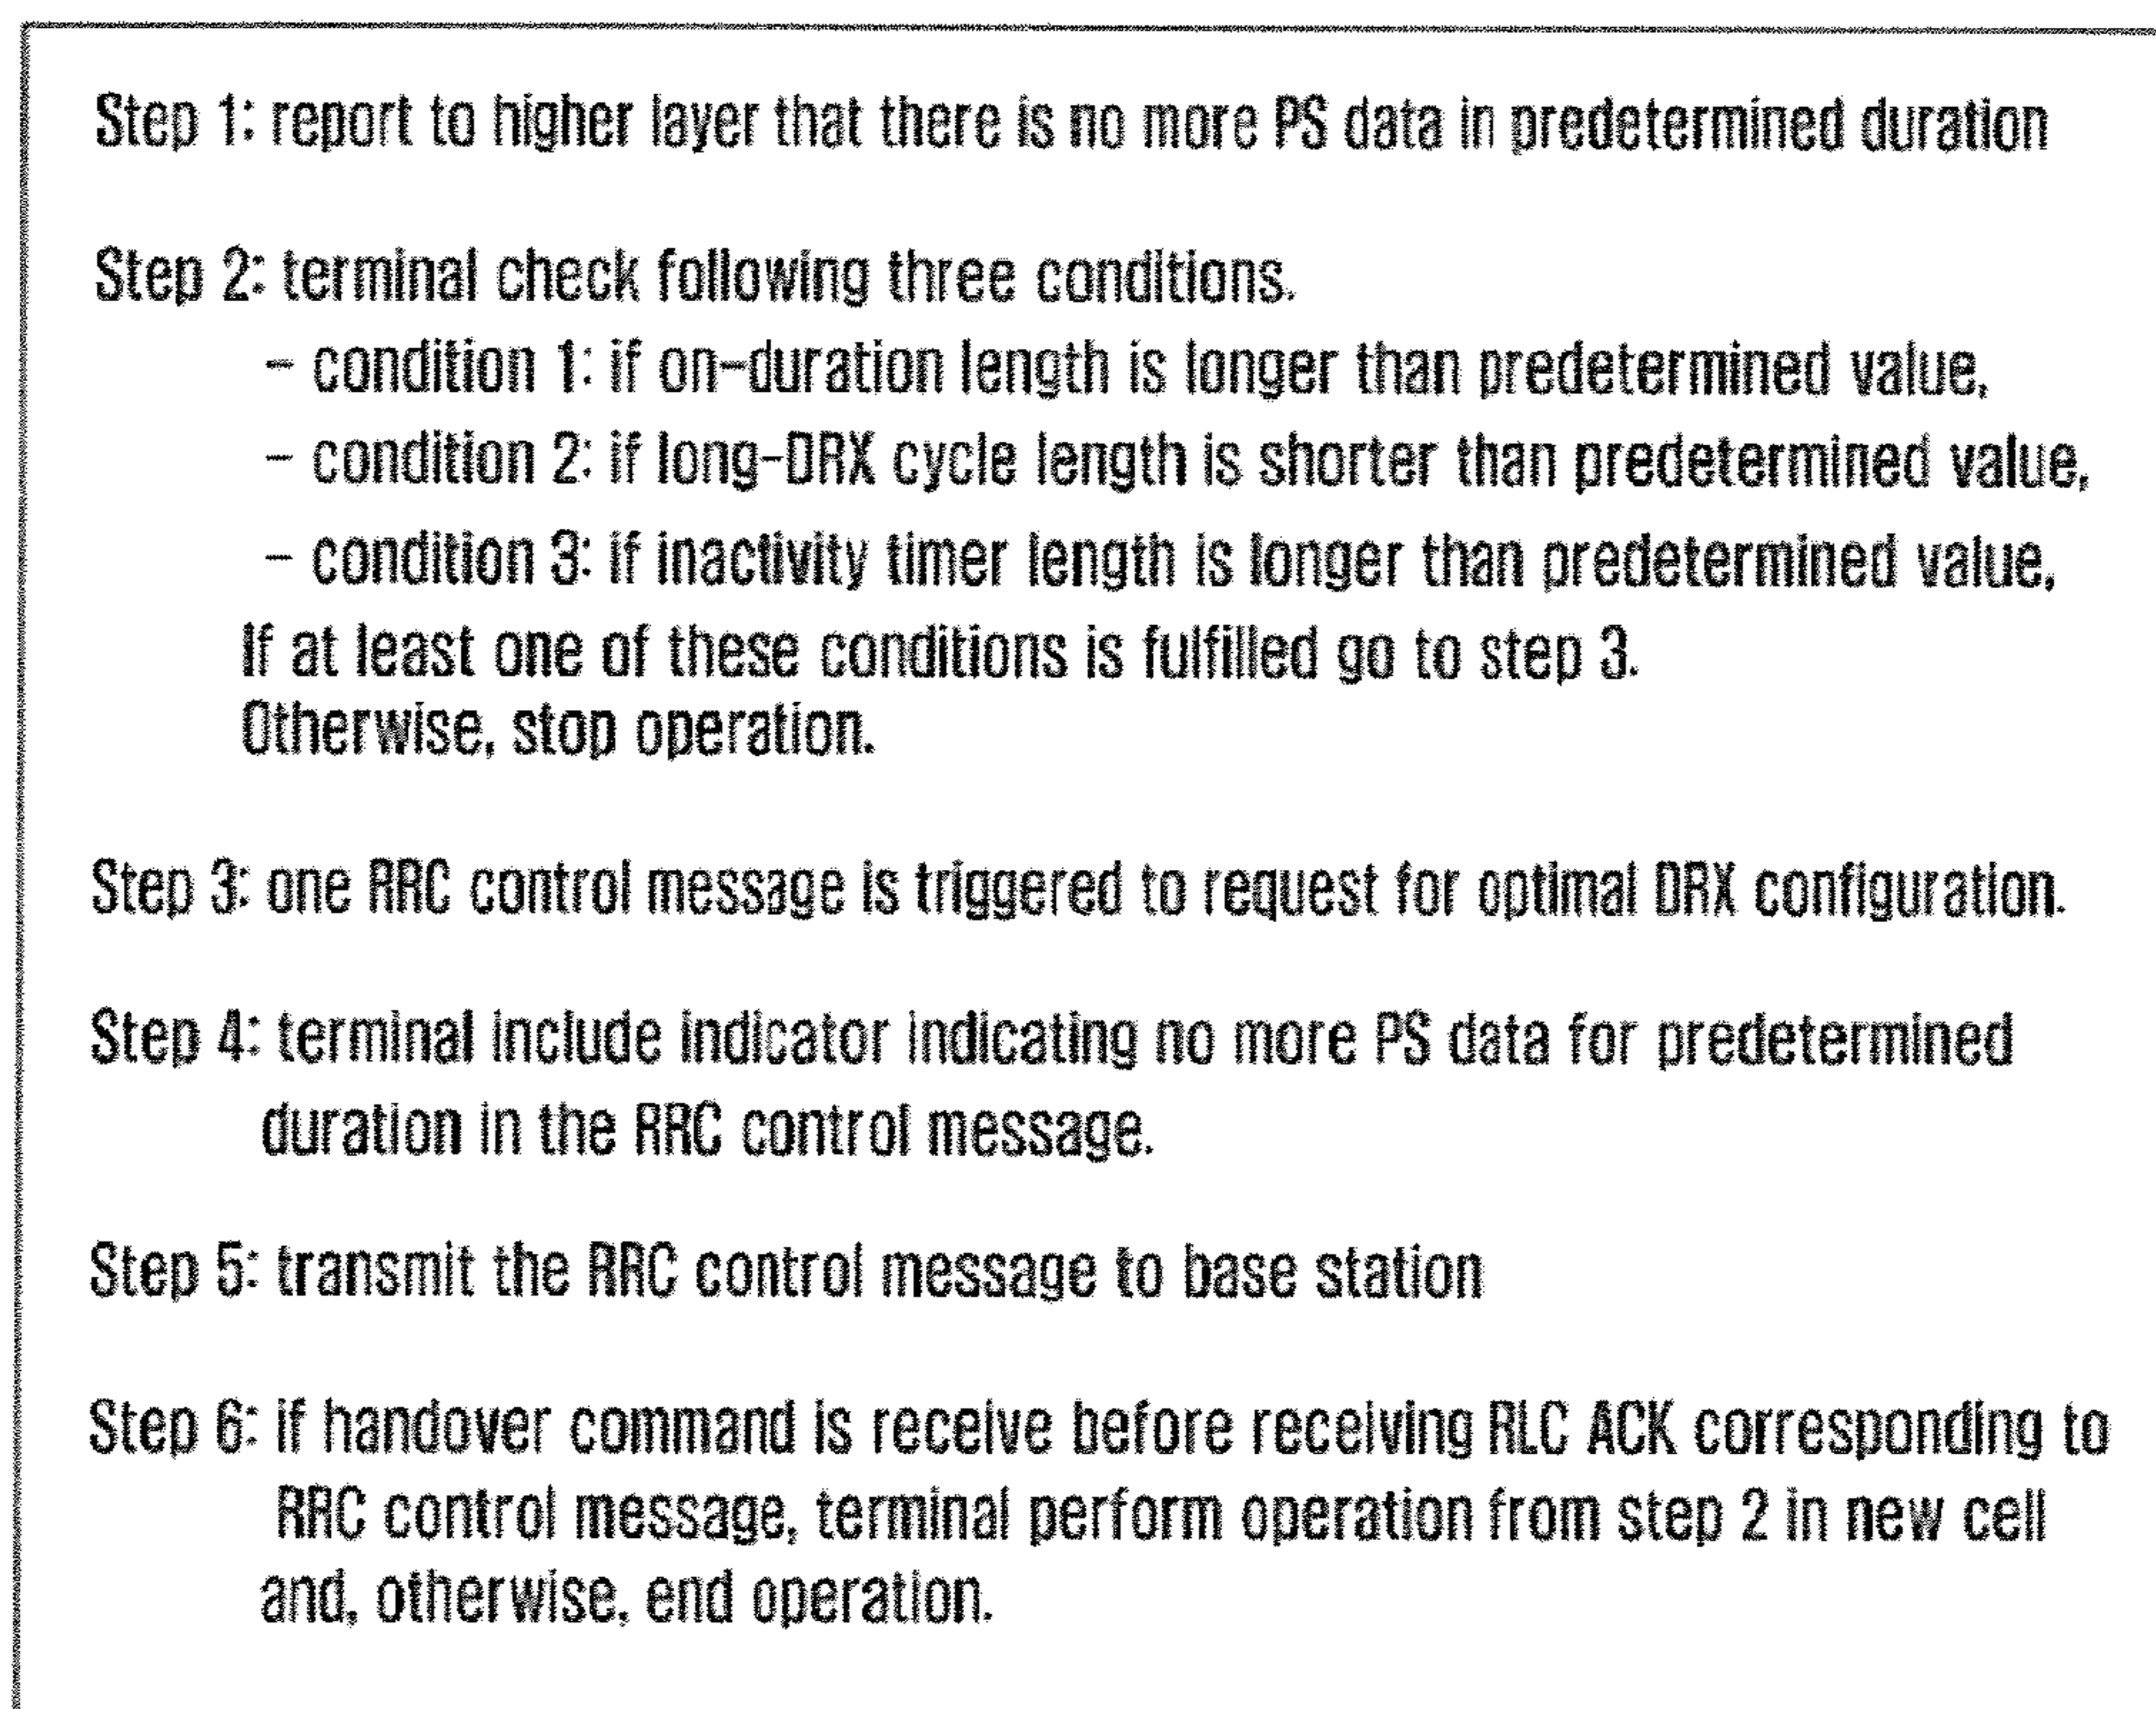 Step 1: report to higher layer that there is no more PS data in predetermined duration
Step 2: terminal check following three conditions.
– condition 1: if on-duration length is longer than predetermined value,
– condition 2: if long-DRX cycle length is shorter than predetermined value,
– condition 3: if inactivity timer length is longer than predetermined value,
If at least one of these conditions is fulfilled go to step 3.
Otherwise, stop operation.
Step 3: one RRC control message is triggered to request for optimal DRX configuration.
Step 4: terminal include indicator indicating no more PS data for predetermined
duration in the RRC control message.
Step 5: transmit the RRC control message to base station
Step 6: if handover command is receive before receiving RLC ACK corresponding to
RRC control message, terminal perform operation from step 2 in new cell
and, otherwise, end operation.